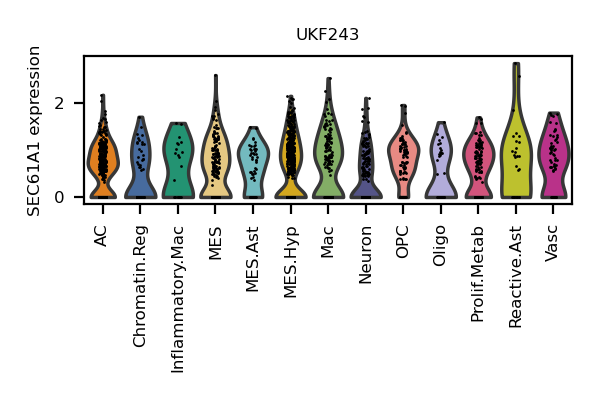 UKF243
SEC61A1 expression
2
0
AC
Chromatin.Reg
Inflammatory.Mac
MES
MES.Ast
MES.Hyp
Mac
Neuron
OPC
Oligo
Prolif.Metab
Reactive.Ast
Vasc